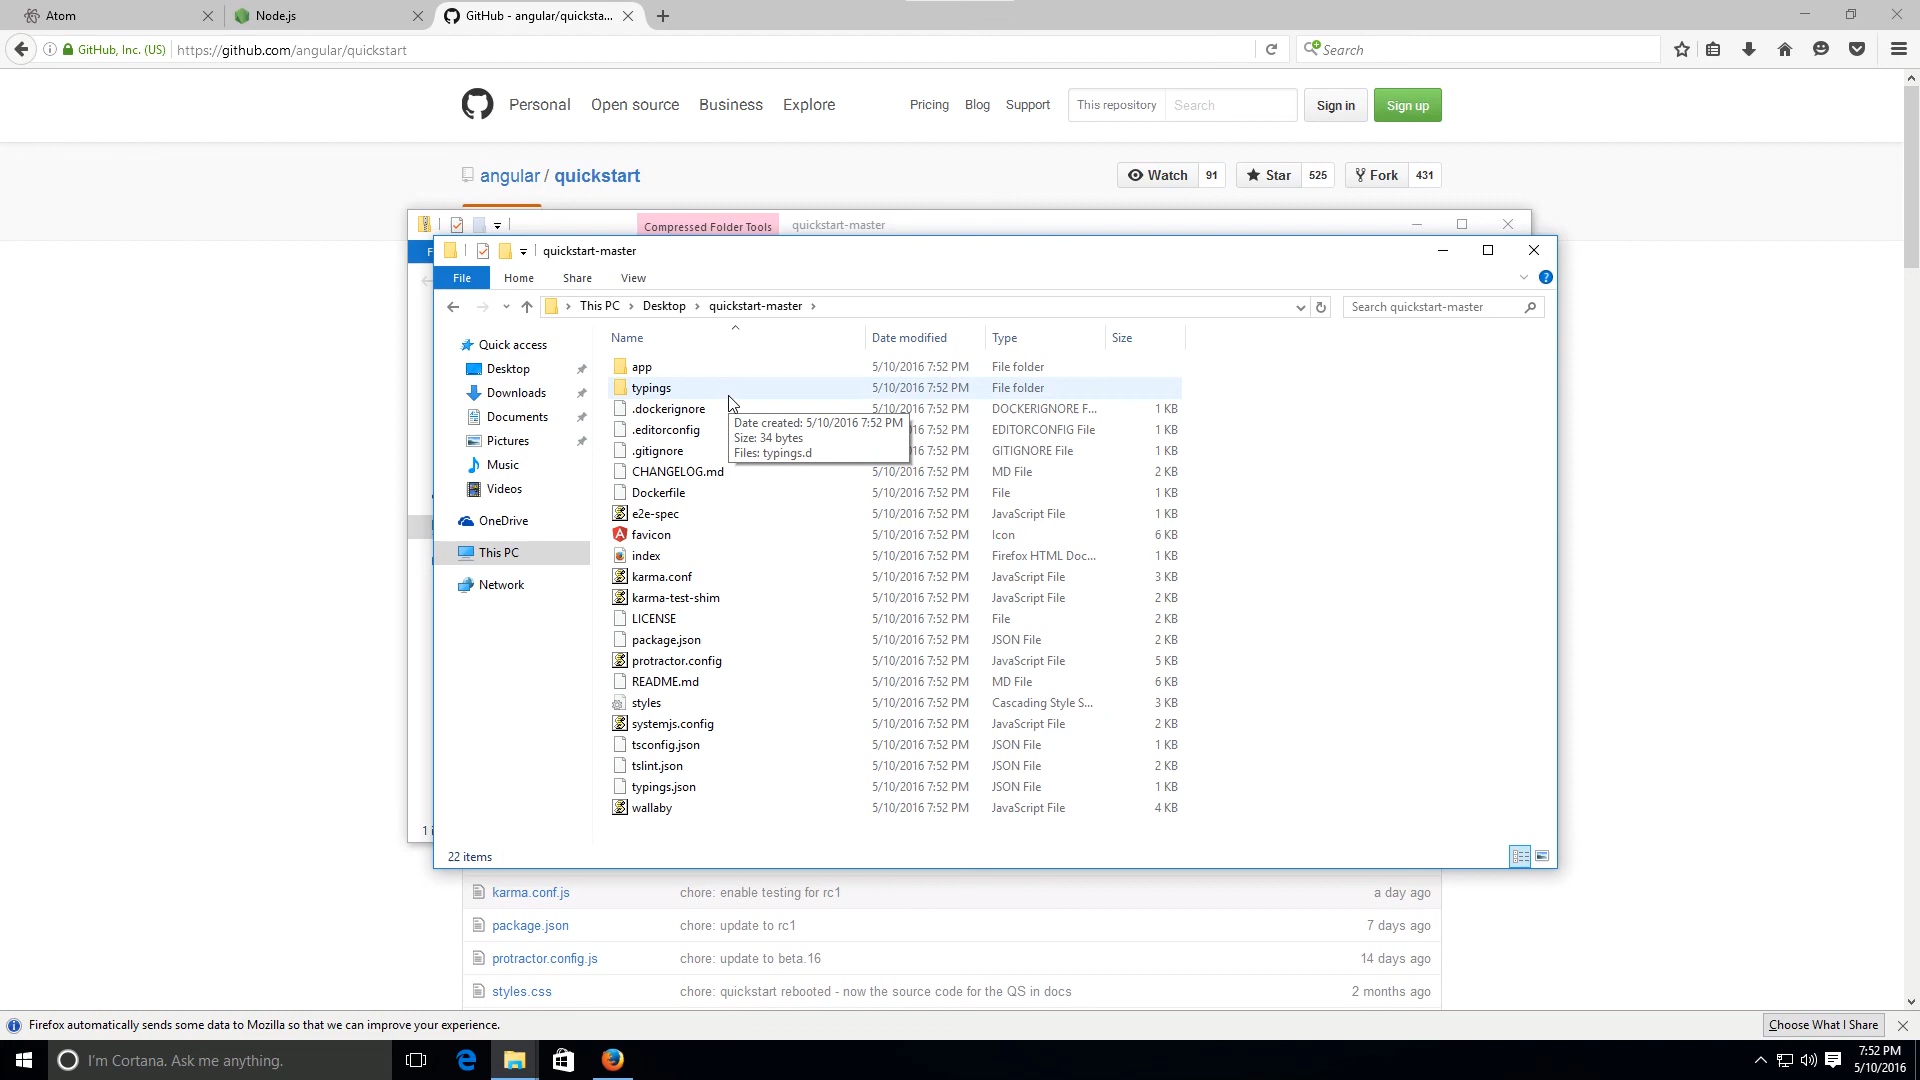 Atom
Node.js
GitHub - angular/quicksta...
GitHub, Inc. (US)
https://github.com/angular/quickstart
Search
Personal
Open source
Business
Explore
Pricing
Blog
Support
This repository
Search
Sign in
Sign up
angular / quickstart
Watch 91
Star 525
Fork 431
Compressed Folder Tools
quickstart-master
quickstart-master
File
Home
Share
View
This PC
Desktop
quickstart-master
Search quickstart-master
Name
Date modified
Type
Size
Quick access
Desktop
Downloads
Documents
Pictures
Music
Videos
OneDrive
This PC
Network
app 5/10/2016 7:52 PM File folder
typings 5/10/2016 7:52 PM File folder
.dockerignore 5/10/2016 7:52 PM DOCKERIGNORE F... 1 KB
.editorconfig 10/2016 7:52 PM EDITORCONFIG File 1 KB
.gitignore 10/2016 7:52 PM GITIGNORE File 1 KB
Date created: 5/10/2016 7:52 PM
Size: 34 bytes
Files: typings.d
CHANGELOG.md 5/10/2016 7:52 PM MD File 2 KB
Dockerfile 5/10/2016 7:52 PM File 1 KB
e2e-spec 5/10/2016 7:52 PM JavaScript File 1 KB
favicon 5/10/2016 7:52 PM Icon 6 KB
index 5/10/2016 7:52 PM Firefox HTML Doc... 1 KB
karma.conf 5/10/2016 7:52 PM JavaScript File 3 KB
karma-test-shim 5/10/2016 7:52 PM JavaScript File 2 KB
LICENSE 5/10/2016 7:52 PM File 2 KB
package.json 5/10/2016 7:52 PM JSON File 2 KB
protractor.config 5/10/2016 7:52 PM JavaScript File 5 KB
README.md 5/10/2016 7:52 PM MD File 6 KB
styles 5/10/2016 7:52 PM Cascading Style S... 3 KB
systemjs.config 5/10/2016 7:52 PM JavaScript File 2 KB
tsconfig.json 5/10/2016 7:52 PM JSON File 1 KB
tslint.json 5/10/2016 7:52 PM JSON File 2 KB
typings.json 5/10/2016 7:52 PM JSON File 1 KB
wallaby 5/10/2016 7:52 PM JavaScript File 4 KB
22 items
karma.conf.js chore: enable testing for rc1 a day ago
package.json chore: update to rc1 7 days ago
protractor.config.js chore: update to beta.16 14 days ago
styles.css chore: quickstart rebooted - now the source code for the QS in docs 2 months ago
Firefox automatically sends some data to Mozilla so that we can improve your experience.
Choose What I Share
I'm Cortana. Ask me anything.
7:52 PM
5/10/2016